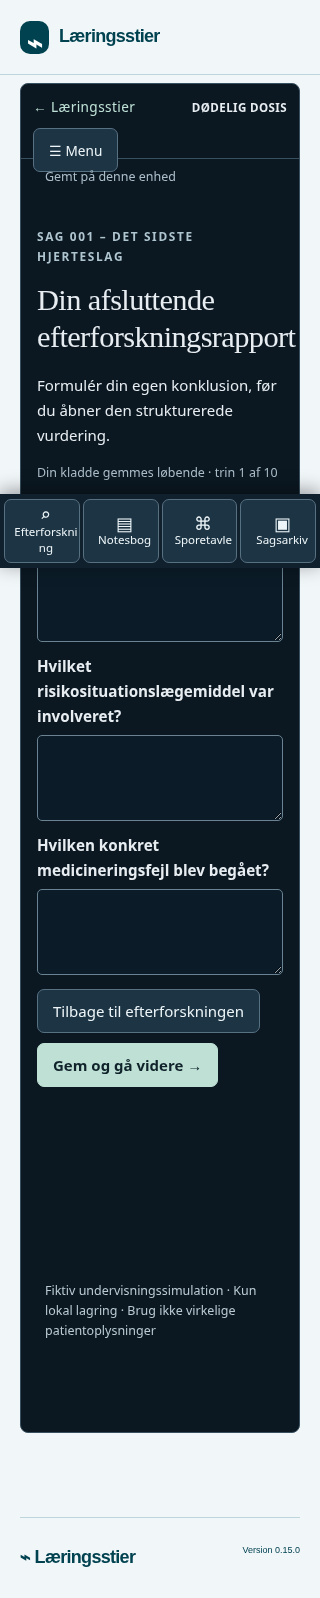 Læringsstier
← Læringsstier
DØDELIG DOSIS
☰ Menu
Gemt på denne enhed
SAG 001 – DET SIDSTE
HJERTESLAG
Din afsluttende
efterforskningsrapport
Formulér din egen konklusion, før
du åbner den strukturerede
vurdering.
Din kladde gemmes løbende · trin 1 af 10
Efterforskni
ng
Notesbog
Sporetavle
Sagsarkiv
Hvilket
risikosituationslægemiddel var
involveret?
Hvilken konkret
medicineringsfejl blev begået?
Tilbage til efterforskningen
Gem og gå videre →
Fiktiv undervisningssimulation · Kun
lokal lagring · Brug ikke virkelige
patientoplysninger
Læringsstier
Version 0.15.0